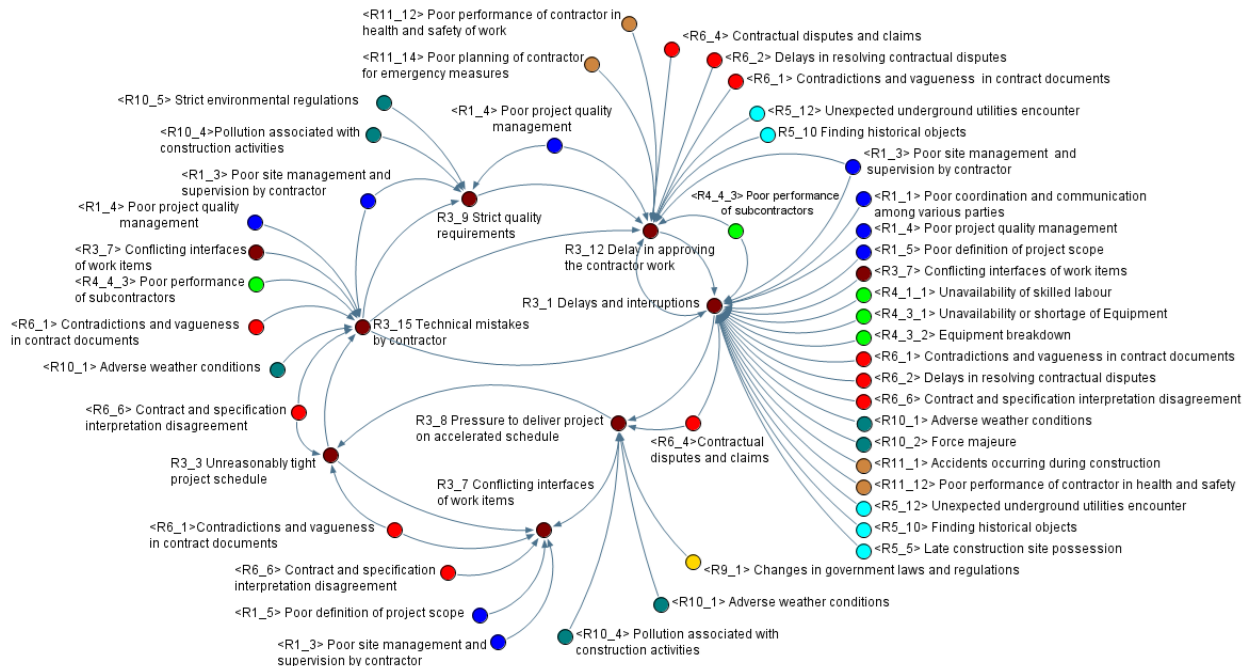 <R11_12> Poor performance of contractor in
health and safety of work
<R6_4> Contractual disputes and claims
<R11_14> Poor planning of contractor
for emergency measures
<R6_2> Delays in resolving contractual disputes
<R6_1> Contradictions and vagueness in contract documents
<R10_5> Strict environmental regulations
<R1_4> Poor project quality
management
<R5_12> Unexpected underground utilities encounter
<R10_4>Pollution associated with
construction activities
R5_10 Finding historical objects
<R1_3> Poor site management and
supervision by contractor
<R1_3> Poor site management and
supervision by contractor
<R4_4_3> Poor performance
of subcontractors
<R1_1> Poor coordination and communication
among various parties
<R1_4> Poor project quality
management
R3_9 Strict quality
requirements
<R1_4> Poor project quality management
<R3_7> Conflicting interfaces
of work items
R3_12 Delay in approving
the contractor work
<R1_5> Poor definition of project scope
<R3_7> Conflicting interfaces of work items
<R4_4_3> Poor performance
of subcontractors
R3_1 Delays and interruptions
<R4_1_1> Unavailability of skilled labour
<R4_3_1> Unavailability or shortage of Equipment
<R6_1> Contradictions and vagueness
in contract documents
R3_15 Technical mistakes
by contractor
<R4_3_2> Equipment breakdown
<R6_1> Contradictions and vagueness in contract documents
<R10_1> Adverse weather conditions
<R6_2> Delays in resolving contractual disputes
<R6_6> Contract and specification interpretation disagreement
<R6_6> Contract and specification
interpretation disagreement
R3_8 Pressure to deliver project
on accelerated schedule
<R10_1> Adverse weather conditions
<R10_2> Force majeure
<R6_4>Contractual
disputes and claims
<R11_1> Accidents occurring during construction
R3_3 Unreasonably tight
project schedule
<R11_12> Poor performance of contractor in health and safety
R3_7 Conflicting interfaces
of work items
<R5_12> Unexpected underground utilities encounter
<R5_10> Finding historical objects
<R5_5> Late construction site possession
<R6_1>Contradictions and vagueness
in contract documents
<R6_6> Contract and specification
interpretation disagreement
<R9_1> Changes in government laws and regulations
<R1_5> Poor definition of project scope
<R10_1> Adverse weather conditions
<R1_3> Poor site management and
supervision by contractor
<R10_4> Pollution associated with
construction activities